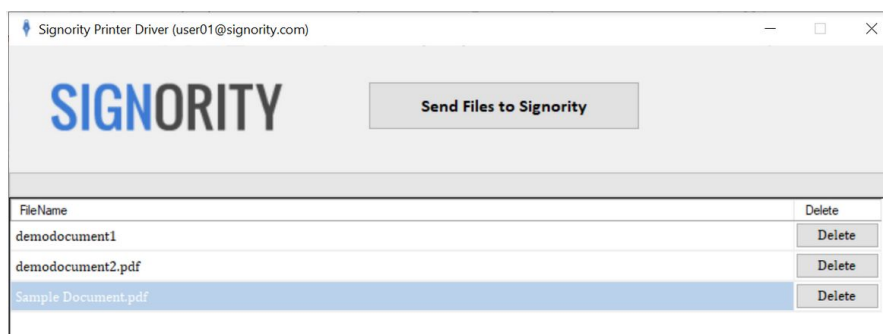 Signority Printer Driver (user01@signority.com)
SIGNORITY
Send Files to Signority
FileName Delete
demodocument1 Delete
demodocument2.pdf Delete
Sample Document.pdf Delete